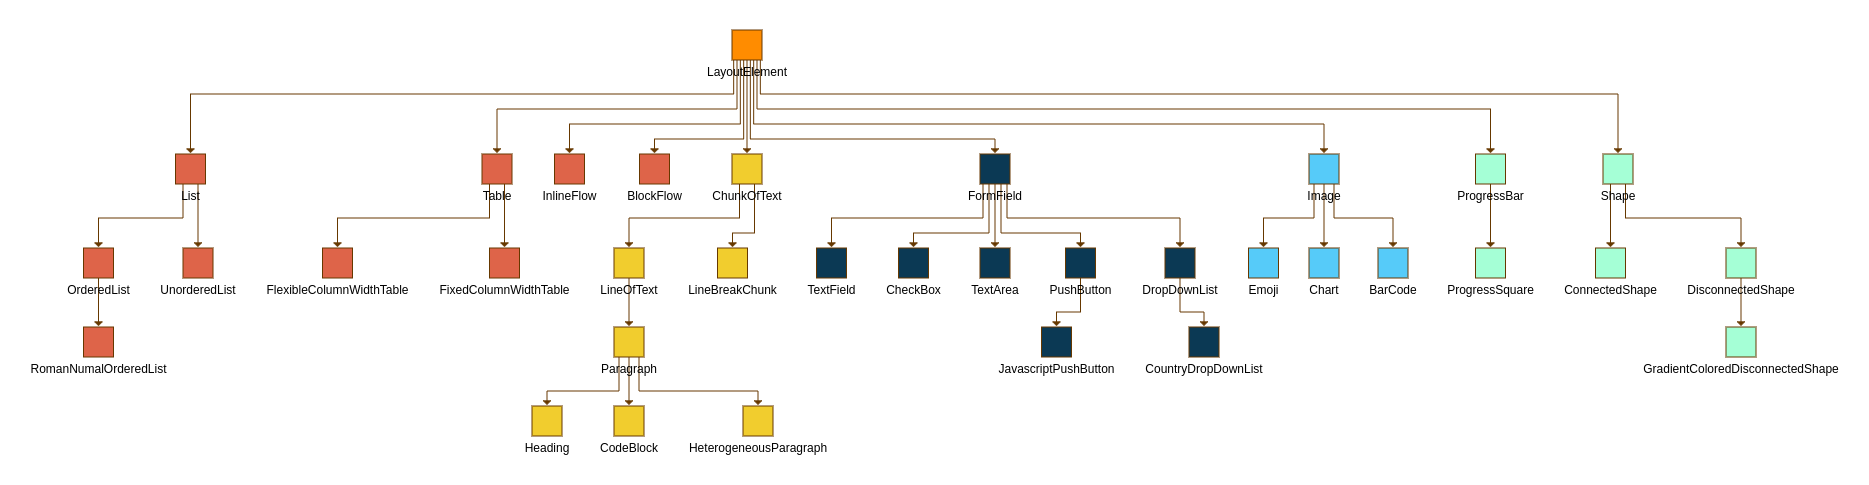 LayoutElement
List
Table
InlineFlow
BlockFlow
ChunkOfText
FormField
Image
ProgressBar
Shape
OrderedList
UnorderedList
FlexibleColumnWidthTable
FixedColumnWidthTable
LineOfText
LineBreakChunk
TextField
CheckBox
TextArea
PushButton
DropDownList
Emoji
Chart
BarCode
ProgressSquare
ConnectedShape
DisconnectedShape
RomanNumalOrderedList
Paragraph
JavascriptPushButton
CountryDropDownList
GradientColoredDisconnectedShape
Heading
CodeBlock
HeterogeneousParagraph